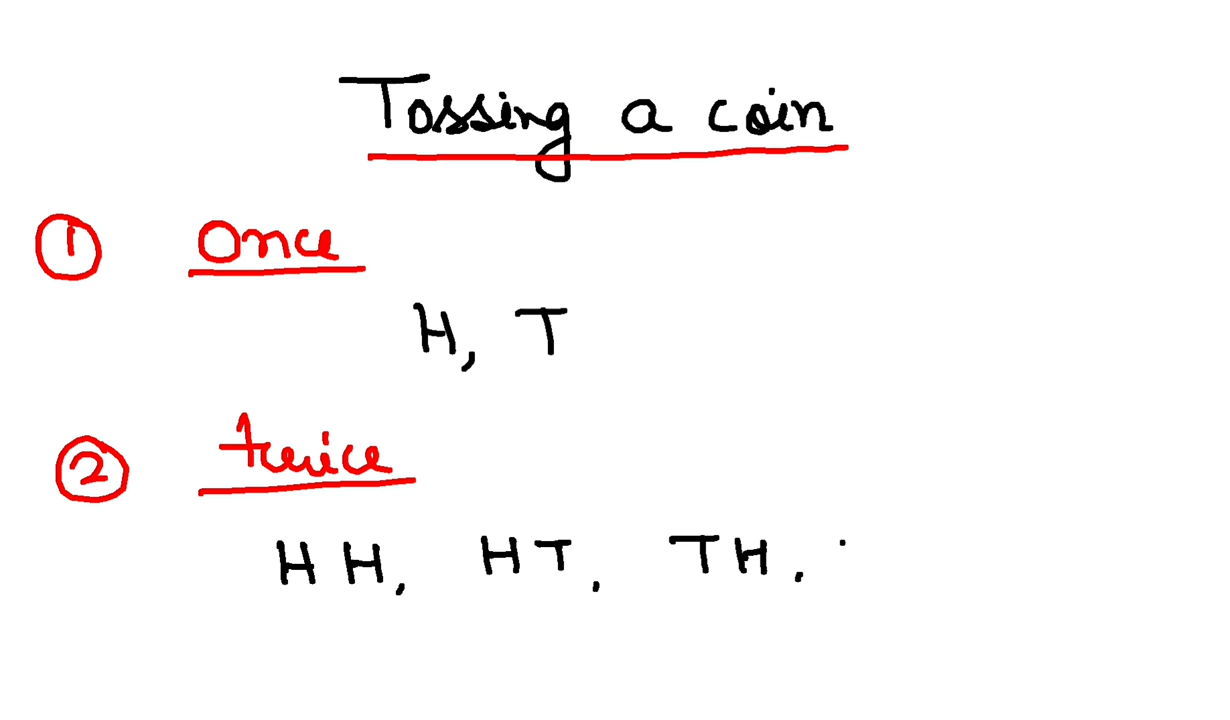 Tossing a coin
① Once
H, T
② twice
HH, HT, TH,